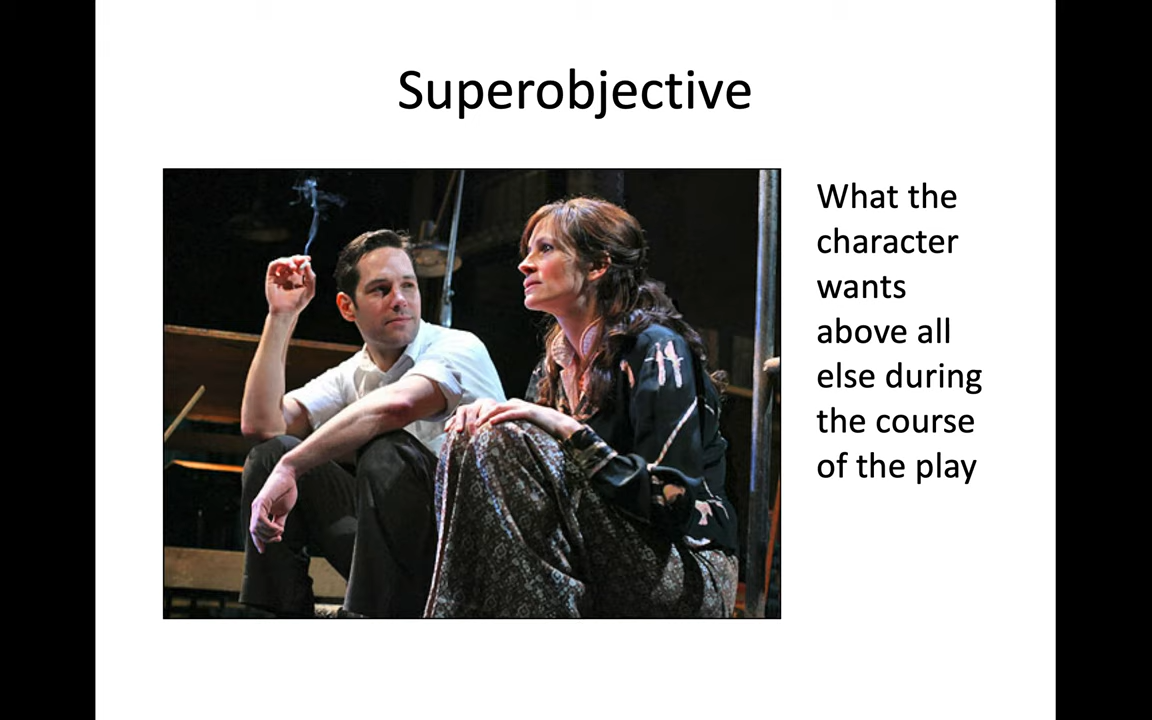 Superobjective
What the
character
wants
above all
else during
the course
of the play